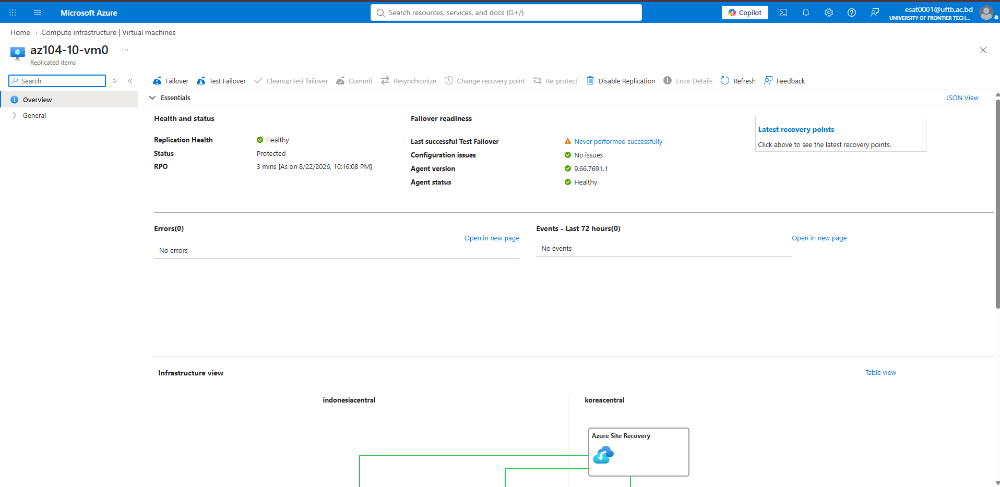 Microsoft Azure
Search resources, services, and docs (G+/)
Copilot
esat0001@uftb.ac.bd
UNIVERSITY OF FRONTIER TECH...
Home > Compute infrastructure | Virtual machines
az104-10-vm0 ...
Replicated items
Search
Overview
General
Failover Test Failover Cleanup test failover Commit Resynchronize Change recovery point Re-protect Disable Replication Error Details Refresh Feedback
Essentials
JSON View
Health and status
Replication Health Healthy
Status Protected
RPO 3 mins [As on 8/22/2026, 10:16:08 PM]
Failover readiness
Last successful Test Failover Never performed successfully
Configuration issues No issues
Agent version 9.66.7691.1
Agent status Healthy
Latest recovery points
Click above to see the latest recovery points.
Errors(0)
Open in new page
No errors
Events - Last 72 hours(0)
Open in new page
No events
Infrastructure view
Table view
indonesiacentral
koreacentral
Azure Site Recovery